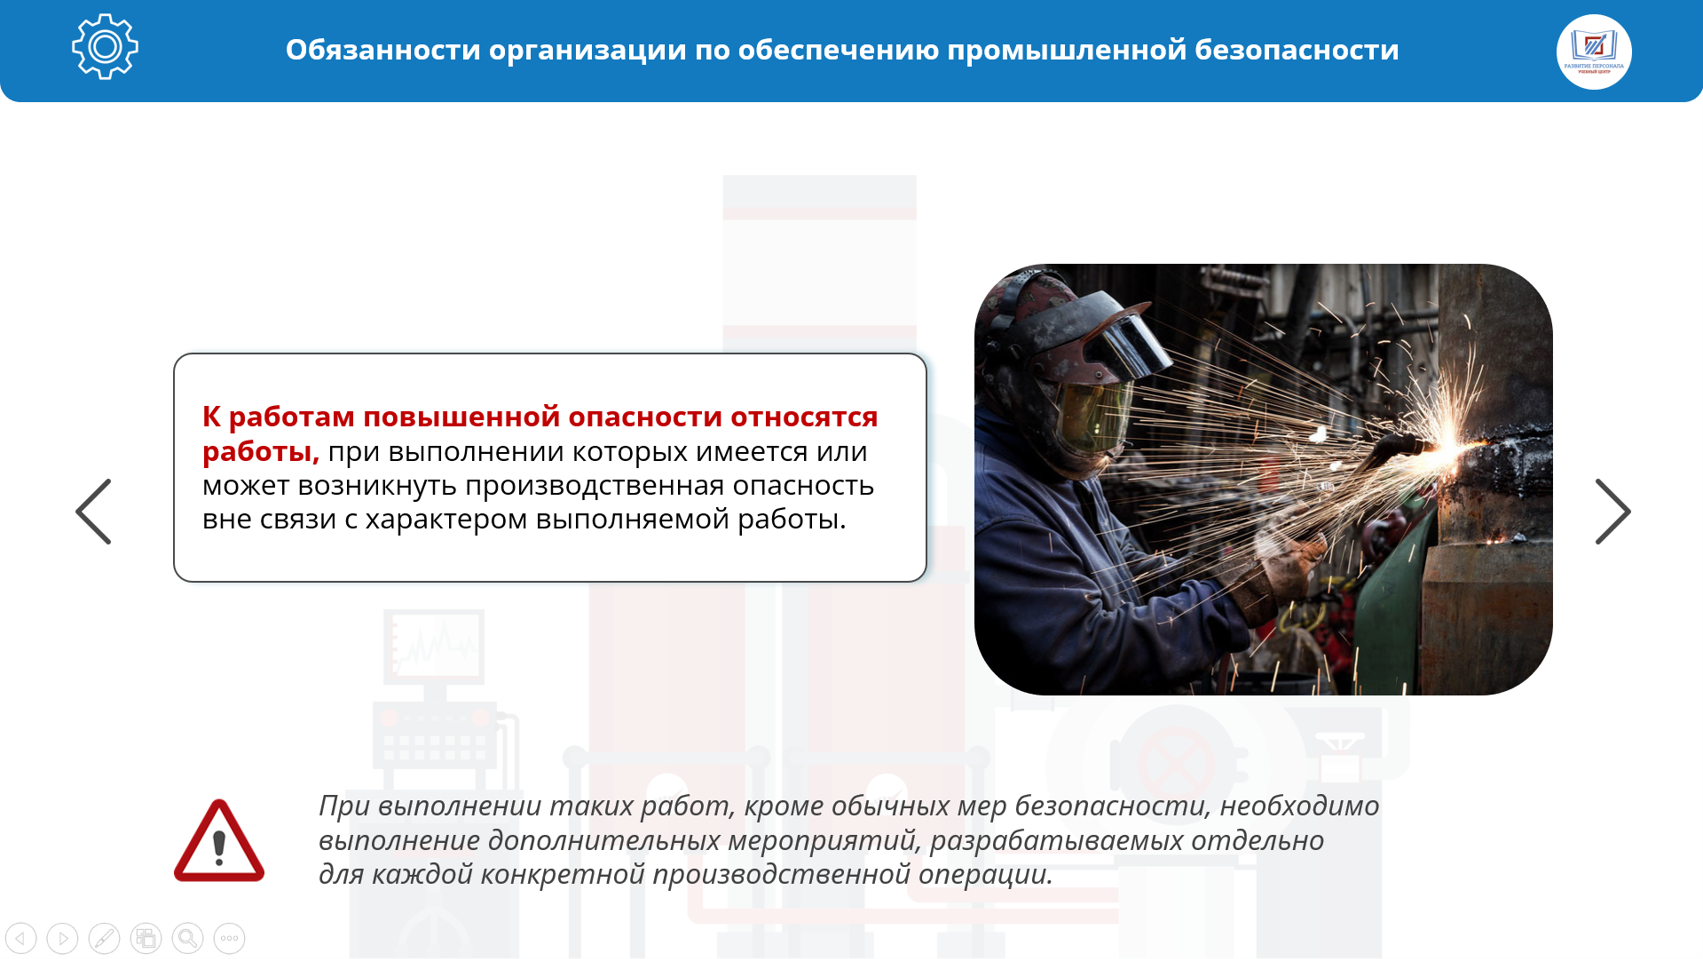 Обязанности организации по обеспечению промышленной безопасности
РАЗВИТИЕ ПЕРСОНАЛА
УЧЕБНЫЙ ЦЕНТР
К работам повышенной опасности относятся
работы, при выполнении которых имеется или
может возникнуть производственная опасность
вне связи с характером выполняемой работы.
При выполнении таких работ, кроме обычных мер безопасности, необходимо
выполнение дополнительных мероприятий, разрабатываемых отдельно
для каждой конкретной производственной операции.